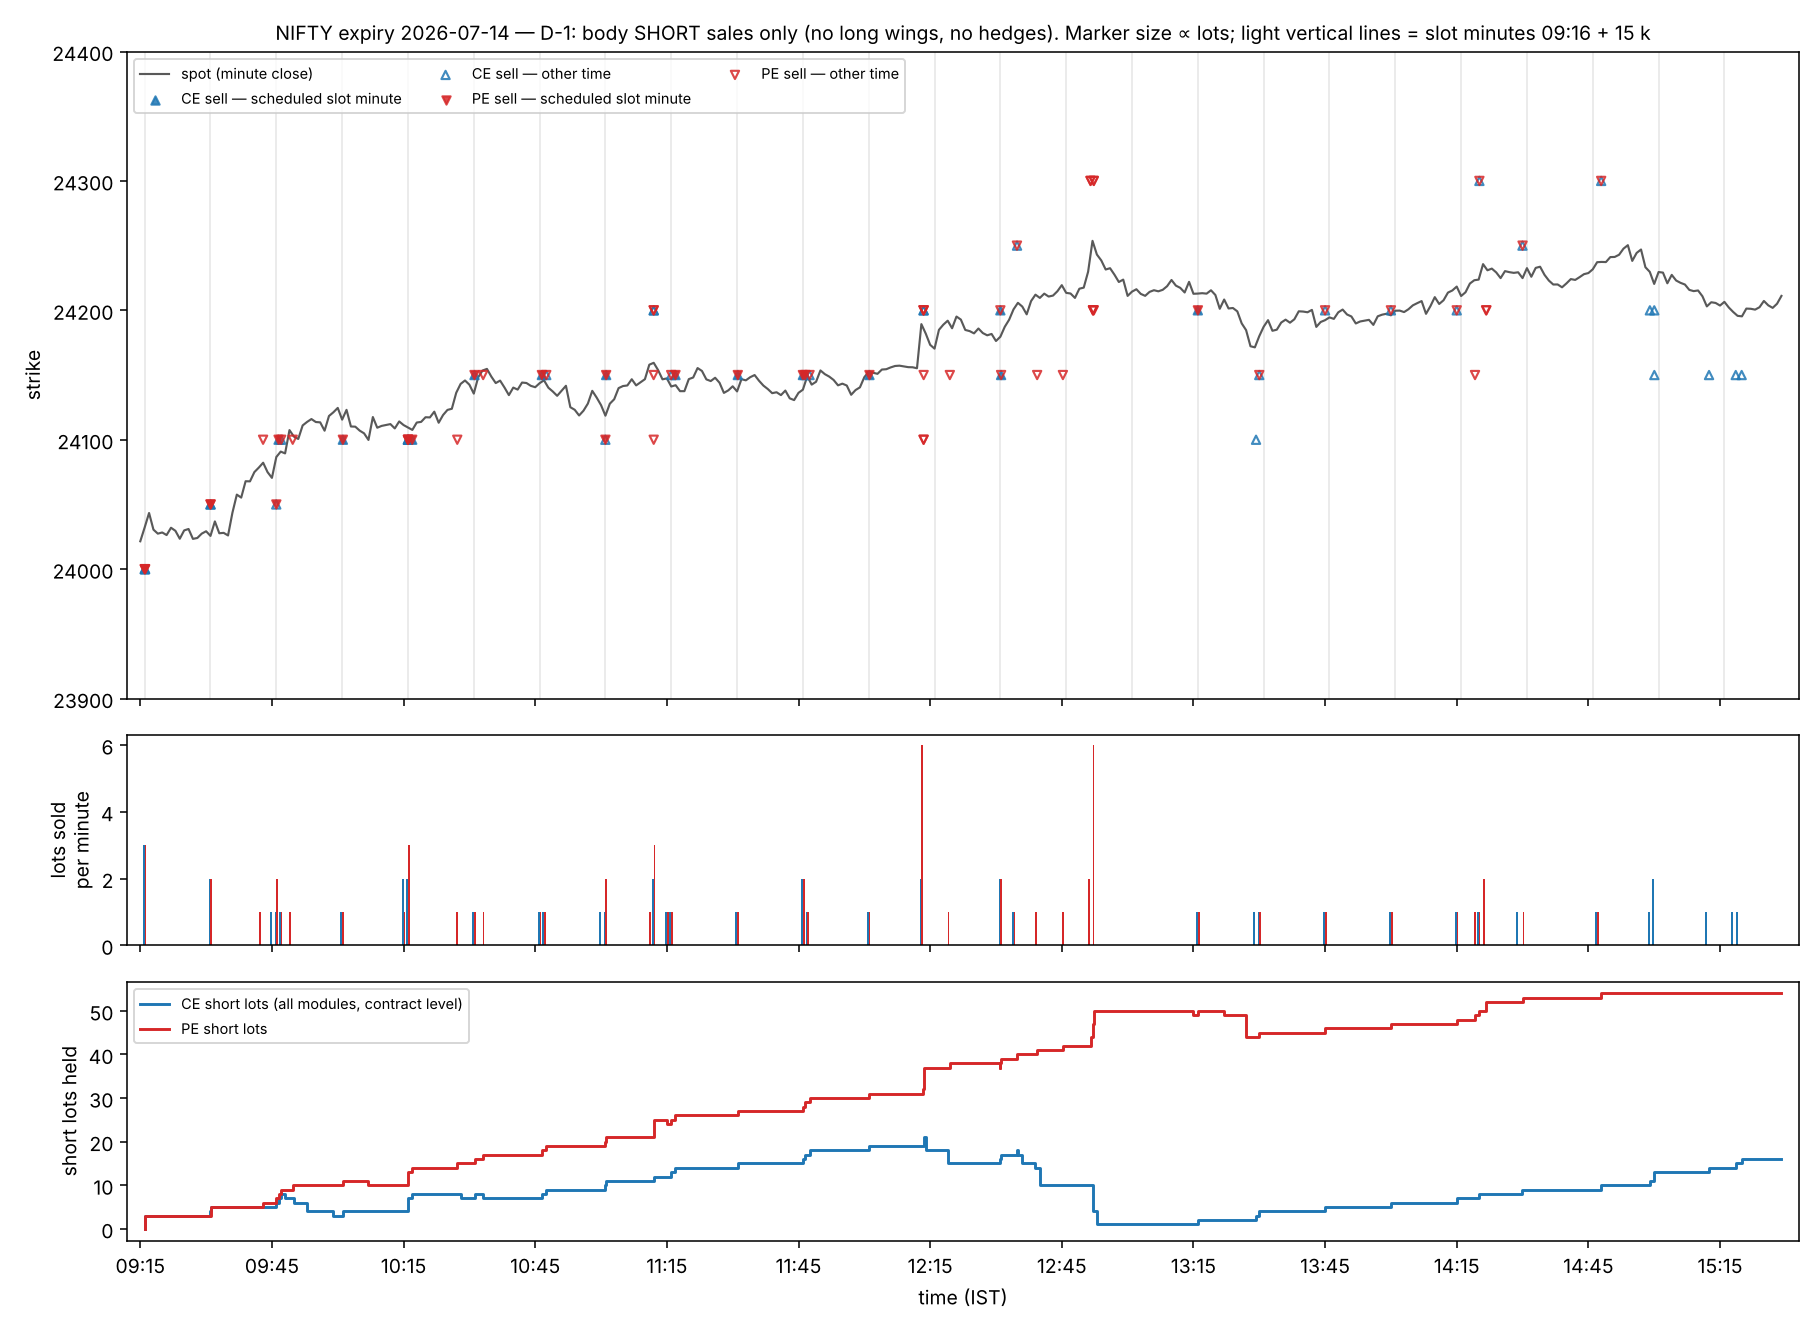 NIFTY expiry 2026-07-14 — D-1: body SHORT sales only (no long wings, no hedges). Marker size ∝ lots; light vertical lines = slot minutes 09:16 + 15 k
spot (minute close)
CE sell — scheduled slot minute
CE sell — other time
PE sell — scheduled slot minute
PE sell — other time
24400
24300
24200
24100
24000
23900
strike
6
4
2
0
lots sold
per minute
CE short lots (all modules, contract level)
PE short lots
50
40
30
20
10
0
short lots held
09:15
09:45
10:15
10:45
11:15
11:45
12:15
12:45
13:15
13:45
14:15
14:45
15:15
time (IST)